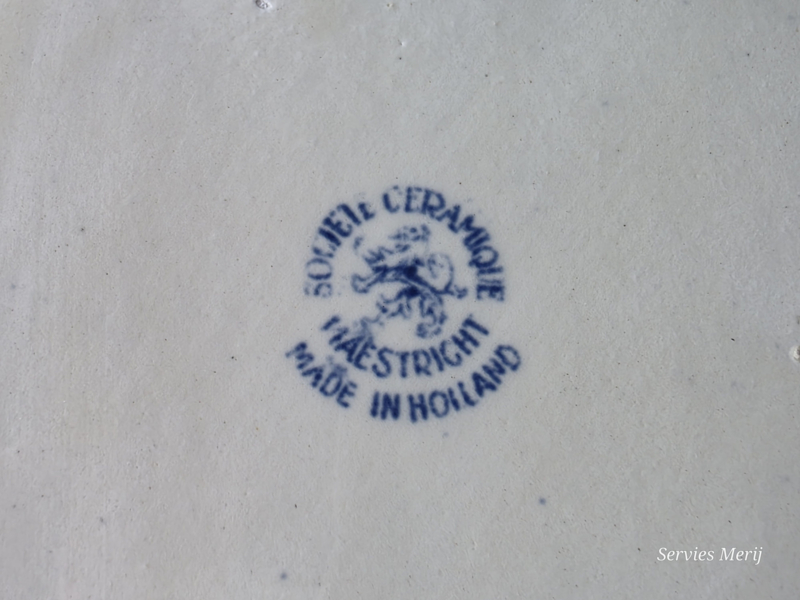 SOCIETE CERAMIQUE
MAESTRICHT
MADE IN HOLLAND
Servies Merij